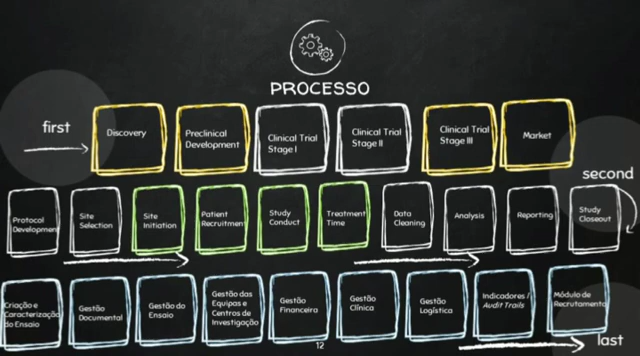 PROCESSO
first
Discovery
Preclinical
Development
Clinical Trial
Stage I
Clinical Trial
Stage II
Clinical Trial
Stage III
Market
second
Protocol
Development
Site
Selection
Site
Initiation
Patient
Recruitment
Study
Conduct
Treatment
Time
Data
Cleaning
Analysis
Reporting
Study
Closeout
Criação e
Caracterização
do Ensaio
Gestão
Documental
Gestão do
Ensaio
Gestão das
Equipas e
Centros de
Investigação
Gestão
Financeira
Gestão
Clínica
Gestão
Logística
Indicadores /
Audit Trails
Módulo de
Recrutamento
12
last